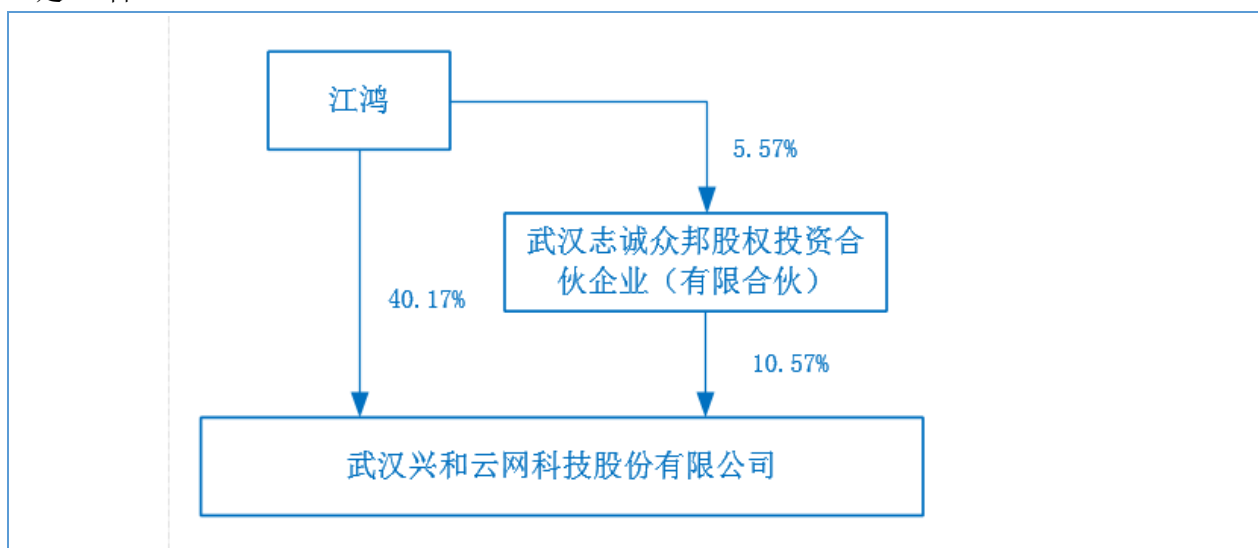 江鸿
5.57%
武汉志诚众邦股权投资合
伙企业（有限合伙）
40.17%
10.57%
武汉兴和云网科技股份有限公司